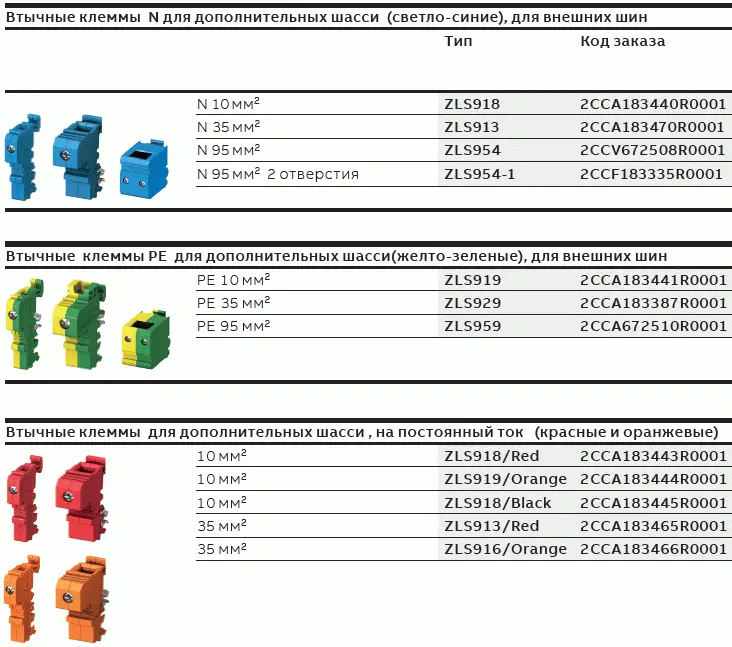 Втычные клеммы N для дополнительных шасси (светло-синие), для внешних шин
Тип Код заказа
N 10 мм² ZLS918 2CCA183440R0001
N 35 мм² ZLS913 2CCA183470R0001
N 95 мм² ZLS954 2CCV672508R0001
N 95 мм² 2 отверстия ZLS954-1 2CCF183335R0001
Втычные клеммы PE для дополнительных шасси(желто-зеленые), для внешних шин
PE 10 мм² ZLS919 2CCA183441R0001
PE 35 мм² ZLS929 2CCA183387R0001
PE 95 мм² ZLS959 2CCA672510R0001
Втычные клеммы для дополнительных шасси , на постоянный ток (красные и оранжевые)
10 мм² ZLS918/Red 2CCA183443R0001
10 мм² ZLS919/Orange 2CCA183444R0001
10 мм² ZLS918/Black 2CCA183445R0001
35 мм² ZLS913/Red 2CCA183465R0001
35 мм² ZLS916/Orange 2CCA183466R0001